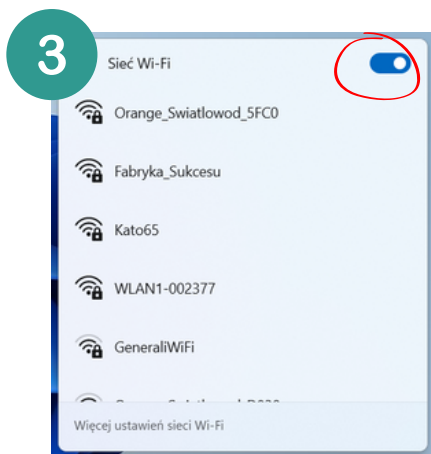 3
Sieć Wi-Fi
Orange_Swiatlowod_5FC0
Fabryka_Sukcesu
Kato65
WLAN1-002377
GeneraliWiFi
Więcej ustawień sieci Wi-Fi